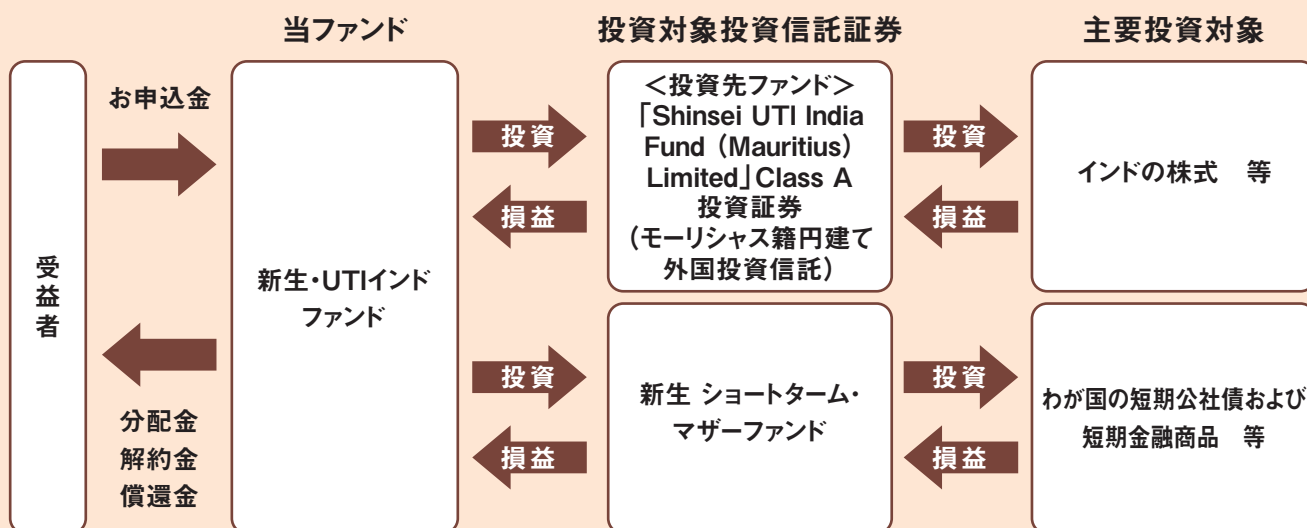 当ファンド
投資対象投資信託証券
主要投資対象
受益者
お申込金
分配金
解約金
償還金
新生・UTIインド
ファンド
投資
損益
<投資先ファンド>
「Shinsei UTI India
Fund（Mauritius）
Limited」Class A
投資証券
（モーリシャス籍円建て
外国投資信託）
投資
損益
インドの株式　等
投資
損益
新生 ショートターム・
マザーファンド
投資
損益
わが国の短期公社債および
短期金融商品　等